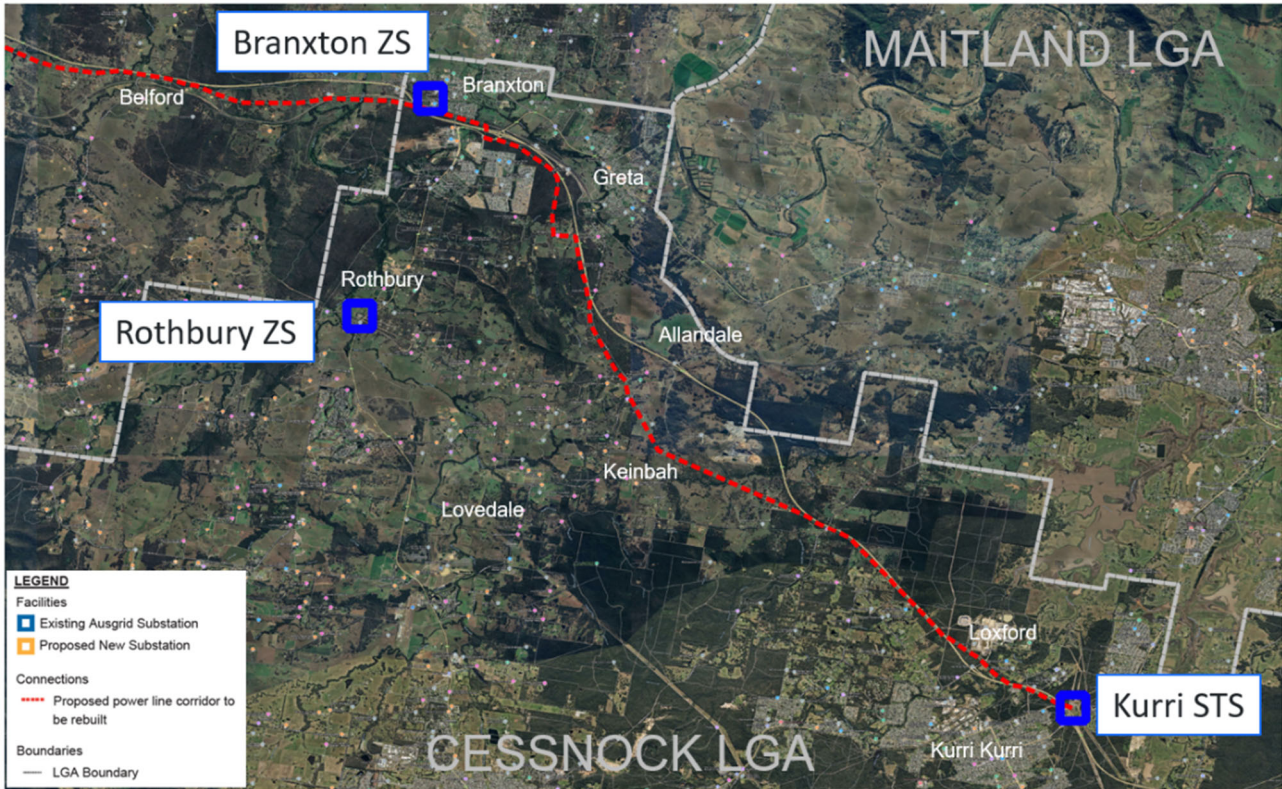 Branxton ZS
MAITLAND LGA
Belford
Branxton
Greta
Rothbury
Rothbury ZS
Allandale
Keinbah
Lovedale
LEGEND
Facilities
Existing Ausgrid Substation
Proposed New Substation
Connections
Proposed power line corridor to
be rebuilt
Boundaries
LGA Boundary
Loxford
Kurri STS
Kurri Kurri
CESSNOCK LGA